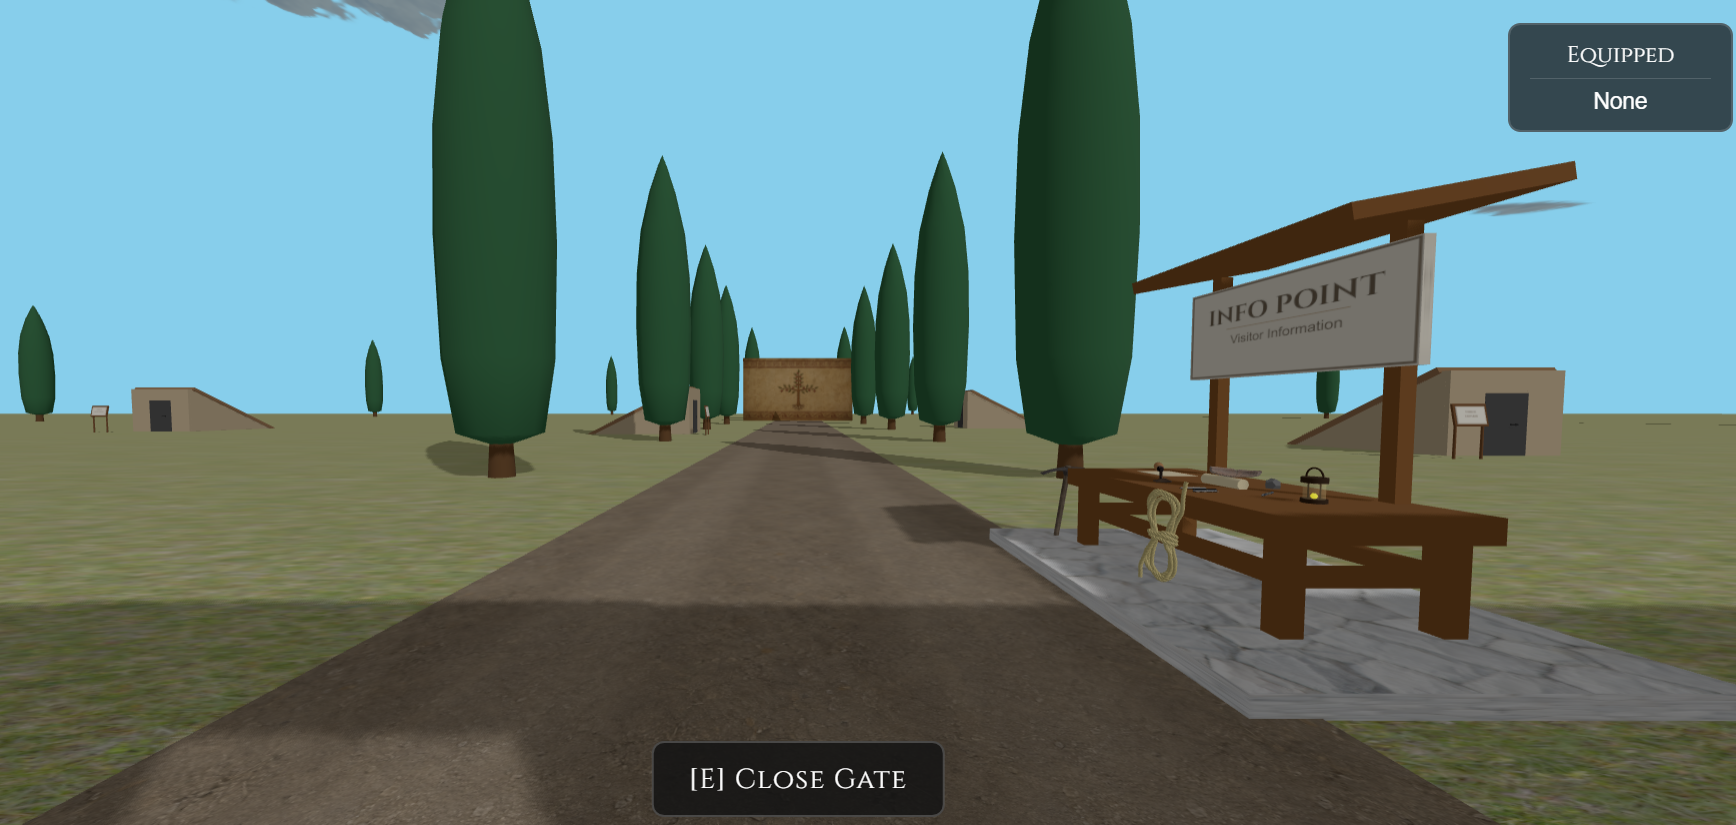 Equipped
None
INFO POINT
Visitor Information
[E] Close Gate